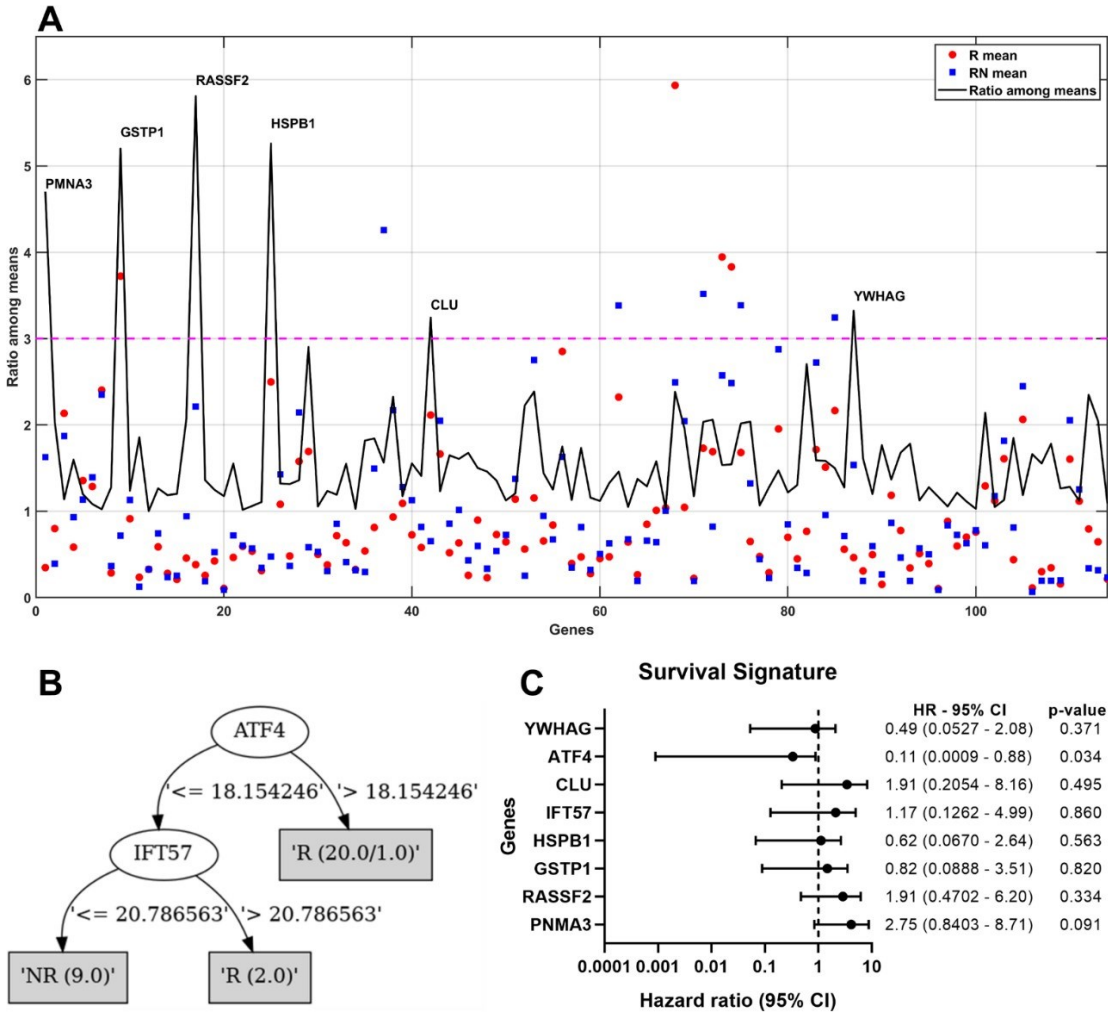 A
R mean
RN mean
Ratio among means
PMNA3
GSTP1
RASSF2
HSPB1
CLU
YWHAG
Ratio among means
6
5
4
3
2
1
0
0 20 40 60 80 100
Genes
B
ATF4
'<= 18.154246' '> 18.154246'
IFT57
'R (20.0/1.0)'
'<= 20.786563' '> 20.786563'
'NR (9.0)'
'R (2.0)'
C
Survival Signature
HR - 95% CI p-value
YWHAG 0.49 (0.0527 - 2.08) 0.371
ATF4 0.11 (0.0009 - 0.88) 0.034
CLU 1.91 (0.2054 - 8.16) 0.495
IFT57 1.17 (0.1262 - 4.99) 0.860
HSPB1 0.62 (0.0670 - 2.64) 0.563
GSTP1 0.82 (0.0888 - 3.51) 0.820
RASSF2 1.91 (0.4702 - 6.20) 0.334
PNMA3 2.75 (0.8403 - 8.71) 0.091
Genes
0.0001 0.001 0.01 0.1 1 10
Hazard ratio (95% CI)